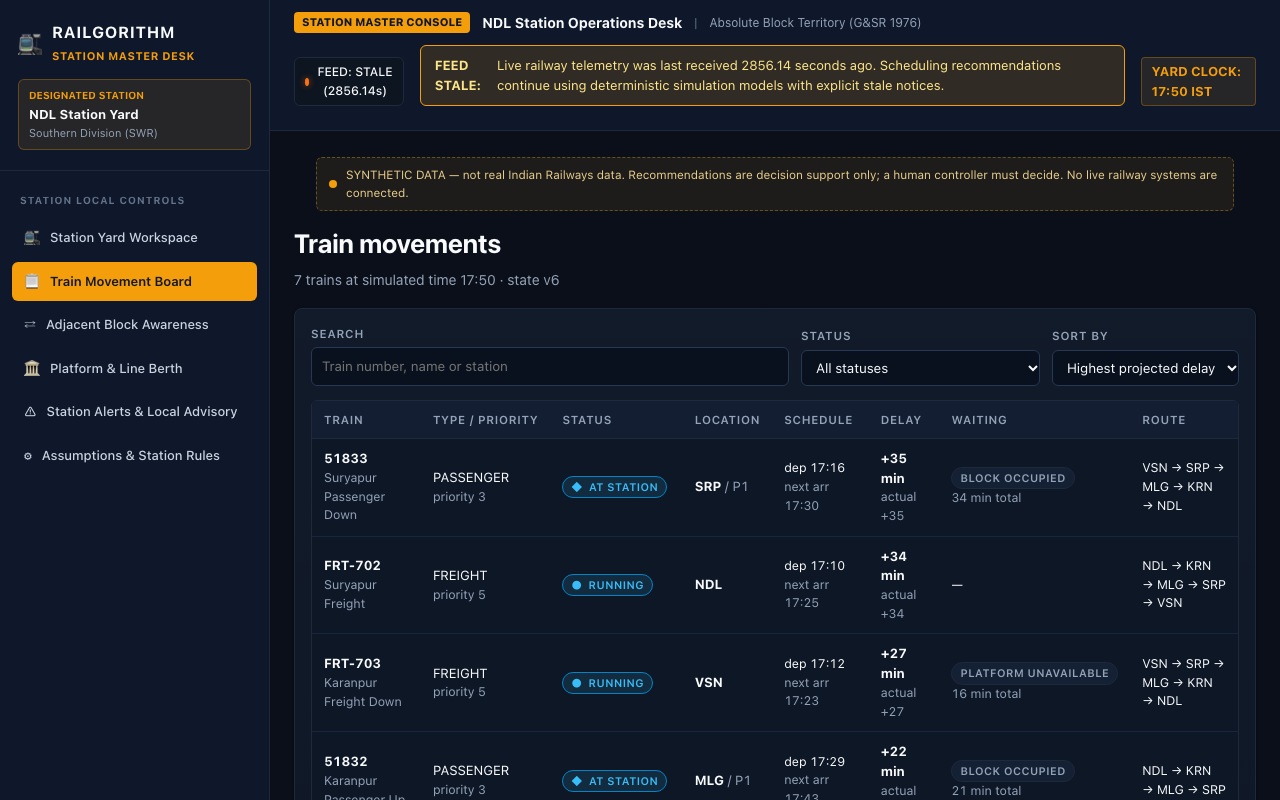 RAILGORITHM
STATION MASTER DESK
DESIGNATED STATION
NDL Station Yard
Southern Division (SWR)
STATION LOCAL CONTROLS
Station Yard Workspace
Train Movement Board
Adjacent Block Awareness
Platform & Line Berth
Station Alerts & Local Advisory
Assumptions & Station Rules
STATION MASTER CONSOLE NDL Station Operations Desk | Absolute Block Territory (G&SR 1976)
FEED: STALE
(2856.14s)
FEED
STALE:
Live railway telemetry was last received 2856.14 seconds ago. Scheduling recommendations
continue using deterministic simulation models with explicit stale notices.
YARD CLOCK:
17:50 IST
SYNTHETIC DATA — not real Indian Railways data. Recommendations are decision support only; a human controller must decide. No live railway systems are
connected.
Train movements
7 trains at simulated time 17:50 · state v6
SEARCH
Train number, name or station
STATUS
All statuses
SORT BY
Highest projected delay
TRAIN TYPE / PRIORITY STATUS LOCATION SCHEDULE DELAY WAITING ROUTE
51833
Suryapur
Passenger
Down
PASSENGER
priority 3
AT STATION
SRP / P1
dep 17:16
next arr
17:30
+35
min
actual
+35
BLOCK OCCUPIED
34 min total
VSN → SRP →
MLG → KRN
→ NDL
FRT-702
Suryapur
Freight
FREIGHT
priority 5
RUNNING
NDL
dep 17:10
next arr
17:25
+34
min
actual
+34
—
NDL → KRN
→ MLG → SRP
→ VSN
FRT-703
Karanpur
Freight Down
FREIGHT
priority 5
RUNNING
VSN
dep 17:12
next arr
17:23
+27
min
actual
+27
PLATFORM UNAVAILABLE
16 min total
VSN → SRP →
MLG → KRN
→ NDL
51832
Karanpur
Passenger Up
PASSENGER
priority 3
AT STATION
MLG / P1
dep 17:29
next arr
17:43
+22
min
actual
BLOCK OCCUPIED
21 min total
NDL → KRN
→ MLG → SRP